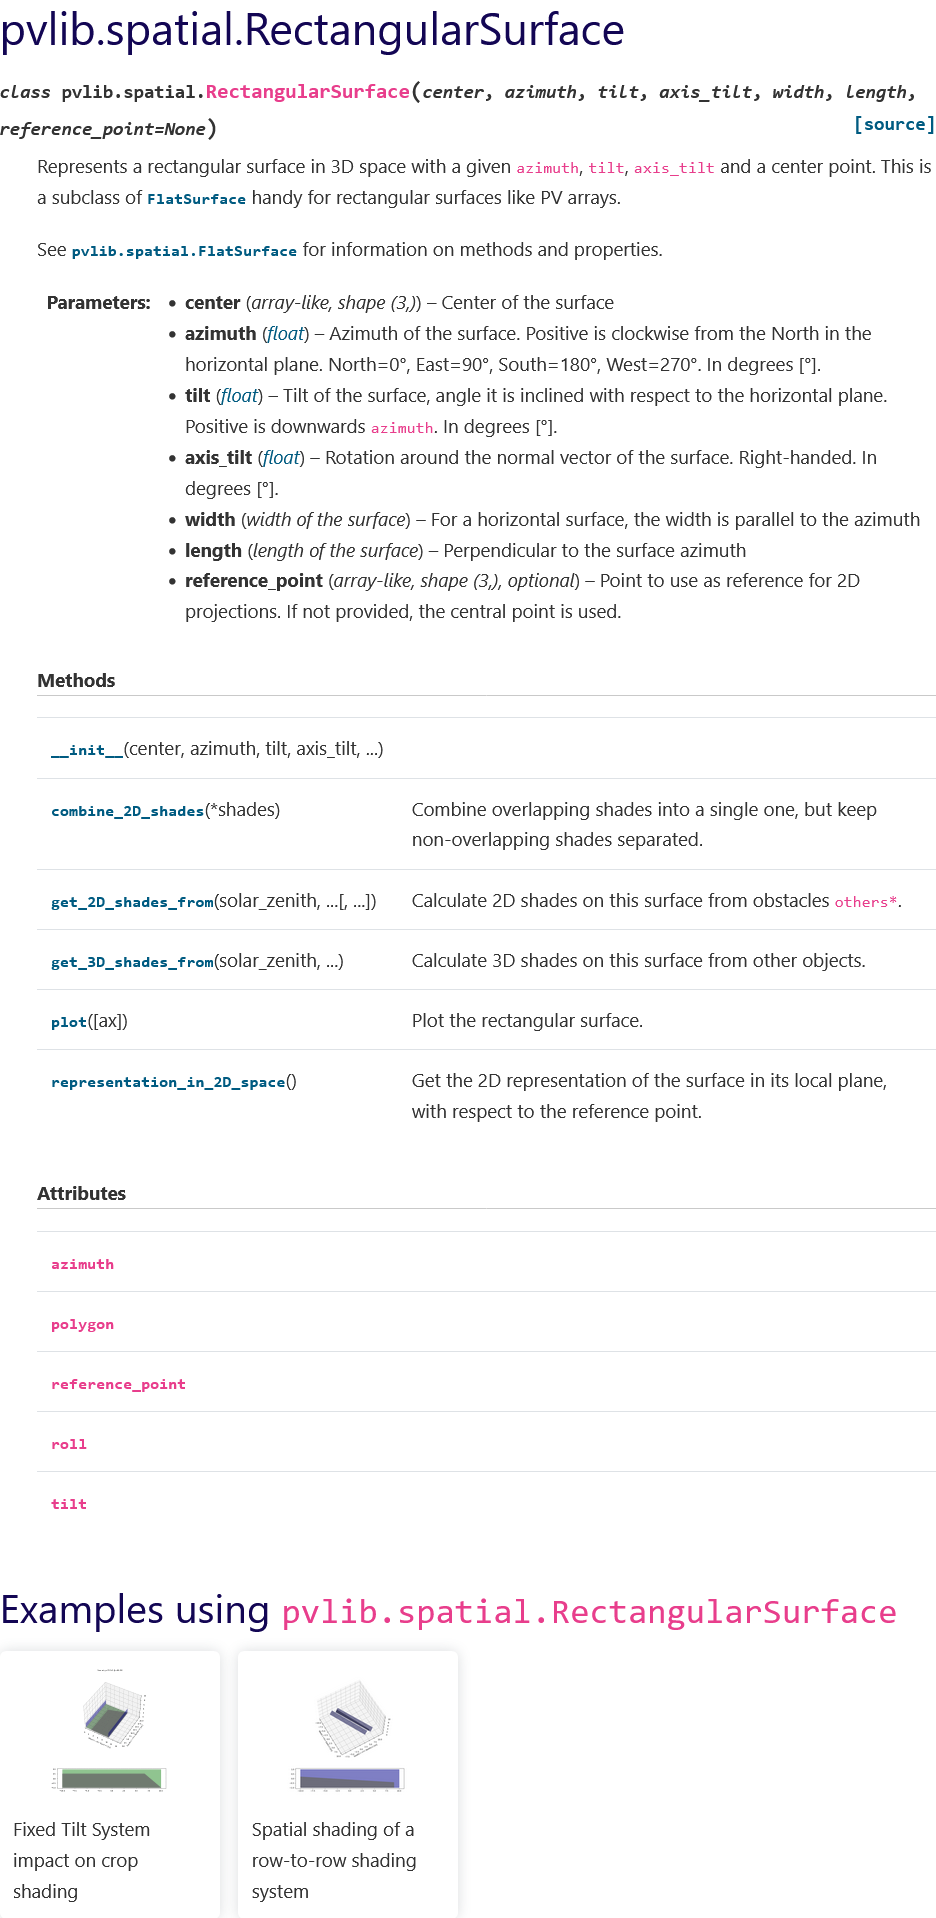 pvlib.spatial.RectangularSurface
class pvlib.spatial.RectangularSurface(center, azimuth, tilt, axis_tilt, width, length,
reference_point=None) [source]
Represents a rectangular surface in 3D space with a given azimuth, tilt, axis_tilt and a center point. This is
a subclass of FlatSurface handy for rectangular surfaces like PV arrays.
See pvlib.spatial.FlatSurface for information on methods and properties.
Parameters: • center (array-like, shape (3,)) – Center of the surface
• azimuth (float) – Azimuth of the surface. Positive is clockwise from the North in the
horizontal plane. North=0°, East=90°, South=180°, West=270°. In degrees [°].
• tilt (float) – Tilt of the surface, angle it is inclined with respect to the horizontal plane.
Positive is downwards azimuth. In degrees [°].
• axis_tilt (float) – Rotation around the normal vector of the surface. Right-handed. In
degrees [°].
• width (width of the surface) – For a horizontal surface, the width is parallel to the azimuth
• length (length of the surface) – Perpendicular to the surface azimuth
• reference_point (array-like, shape (3,), optional) – Point to use as reference for 2D
projections. If not provided, the central point is used.
Methods
__init__(center, azimuth, tilt, axis_tilt, ...)
combine_2D_shades(*shades) Combine overlapping shades into a single one, but keep
non-overlapping shades separated.
get_2D_shades_from(solar_zenith, ...[, ...]) Calculate 2D shades on this surface from obstacles others*.
get_3D_shades_from(solar_zenith, ...) Calculate 3D shades on this surface from other objects.
plot([ax]) Plot the rectangular surface.
representation_in_2D_space() Get the 2D representation of the surface in its local plane,
with respect to the reference point.
Attributes
azimuth
polygon
reference_point
roll
tilt
Examples using pvlib.spatial.RectangularSurface
Fixed Tilt System
impact on crop
shading
Spatial shading of a
row-to-row shading
system